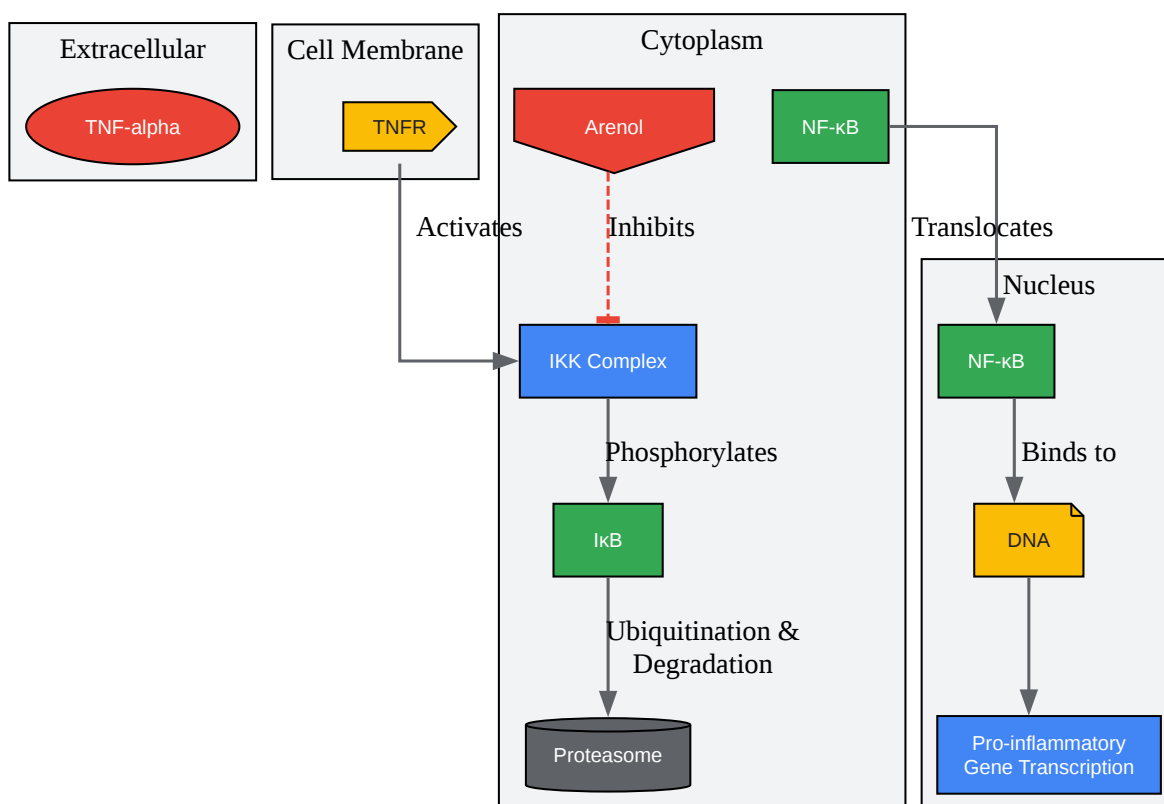 Extracellular
TNF-alpha
Cell Membrane
TNFR
Activates
Cytoplasm
Arenol
NF-κB
Inhibits
Translocates
IKK Complex
Phosphorylates
IκB
Ubiquitination &
Degradation
Proteasome
Nucleus
NF-κB
Binds to
DNA
Pro-inflammatory
Gene Transcription